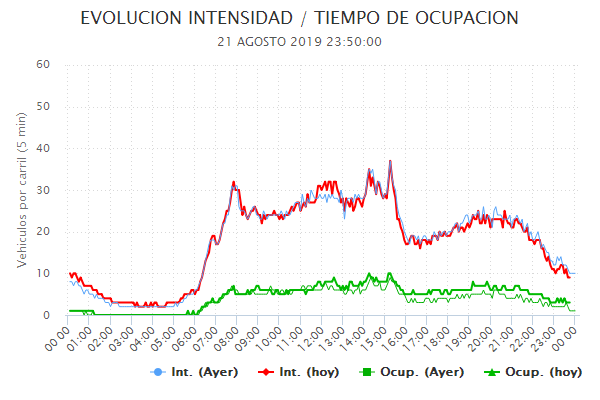 EVOLUCION INTENSIDAD / TIEMPO DE OCUPACION
21 AGOSTO 2019 23:50:00
Vehículos por carril (5 min)
60
50
40
30
20
10
0
00:00 01:00 02:00 03:00 04:00 05:00 06:00 07:00 08:00 09:00 10:00 11:00 12:00 13:00 14:00 15:00 16:00 17:00 18:00 19:00 20:00 21:00 22:00 23:00 00:00
Int. (Ayer) Int. (hoy) Ocup. (Ayer) Ocup. (hoy)